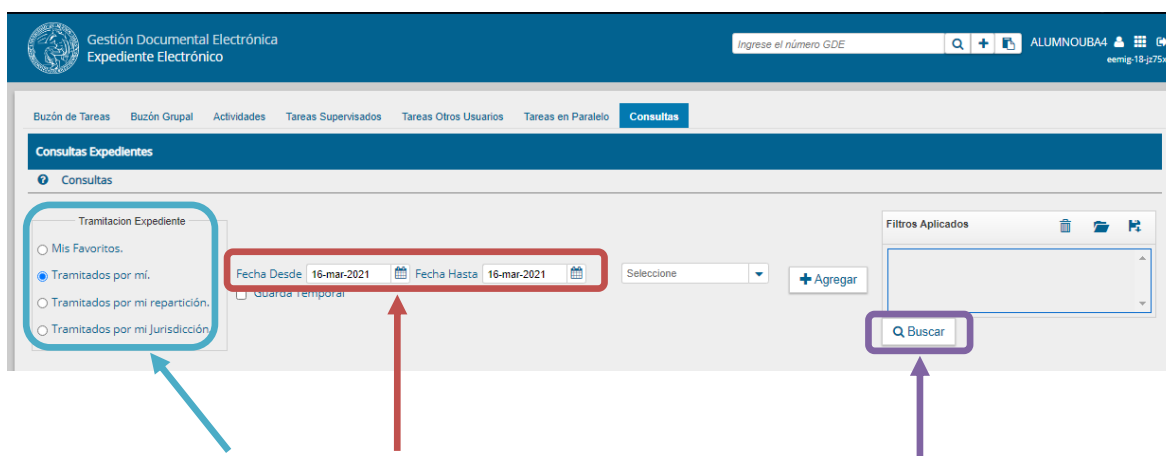 Gestión Documental Electrónica
Expediente Electrónico
Ingrese el número GDE
ALUMNOUBA4
eemig-18-jz75x
Buzón de Tareas Buzón Grupal Actividades Tareas Supervisados Tareas Otros Usuarios Tareas en Paralelo Consultas
Consultas Expedientes
Consultas
Tramitacion Expediente
Mis Favoritos.
Tramitados por mí.
Tramitados por mi repartición.
Tramitados por mi Jurisdicción
Fecha Desde 16-mar-2021 Fecha Hasta 16-mar-2021 Seleccione Agregar
Guarda Temporal
Filtros Aplicados
Buscar